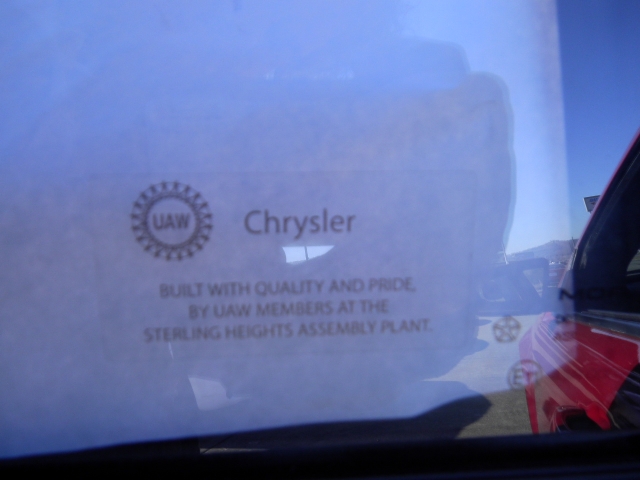 UAW
Chrysler
BUILT WITH QUALITY AND PRIDE,
BY UAW MEMBERS AT THE
STERLING HEIGHTS ASSEMBLY PLANT.